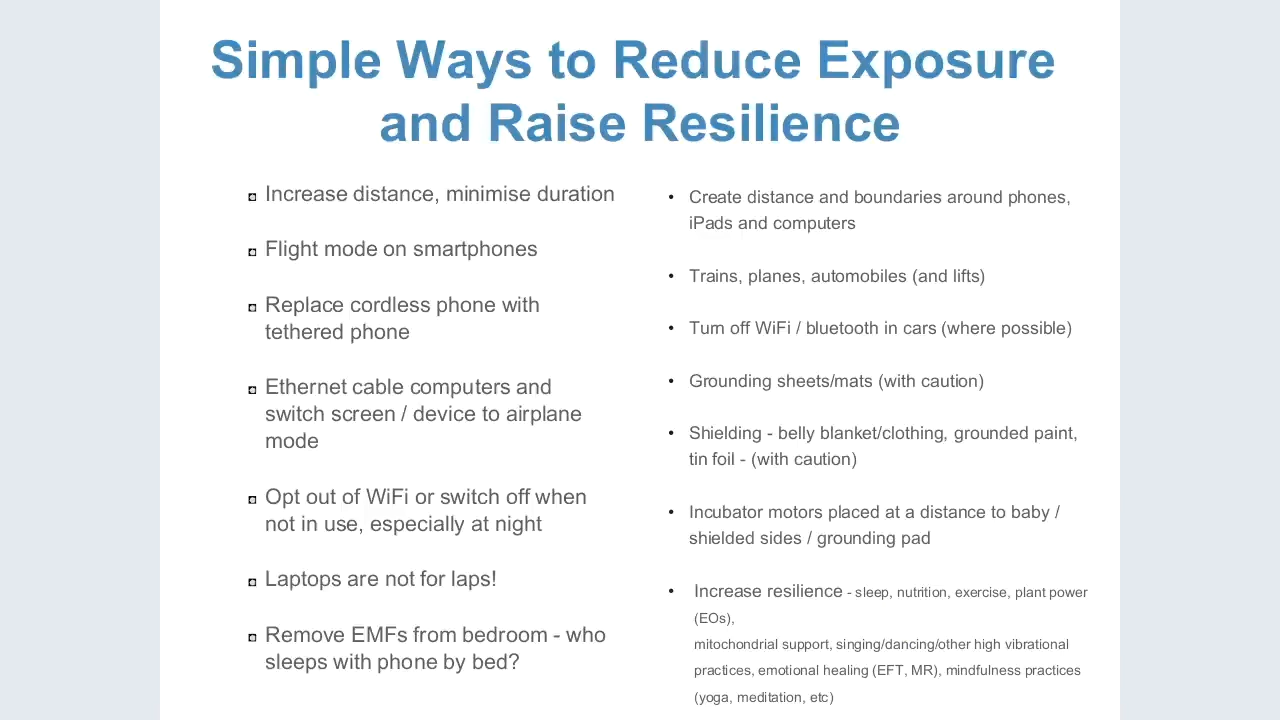 Simple Ways to Reduce Exposure
and Raise Resilience
Increase distance, minimise duration
Flight mode on smartphones
Replace cordless phone with
tethered phone
Ethernet cable computers and
switch screen / device to airplane
mode
Opt out of WiFi or switch off when
not in use, especially at night
Laptops are not for laps!
Remove EMFs from bedroom - who
sleeps with phone by bed?
• Create distance and boundaries around phones,
iPads and computers
• Trains, planes, automobiles (and lifts)
• Turn off WiFi / bluetooth in cars (where possible)
• Grounding sheets/mats (with caution)
• Shielding - belly blanket/clothing, grounded paint,
tin foil - (with caution)
• Incubator motors placed at a distance to baby /
shielded sides / grounding pad
• Increase resilience - sleep, nutrition, exercise, plant power
(EOs),
mitochondrial support, singing/dancing/other high vibrational
practices, emotional healing (EFT, MR), mindfulness practices
(yoga, meditation, etc)